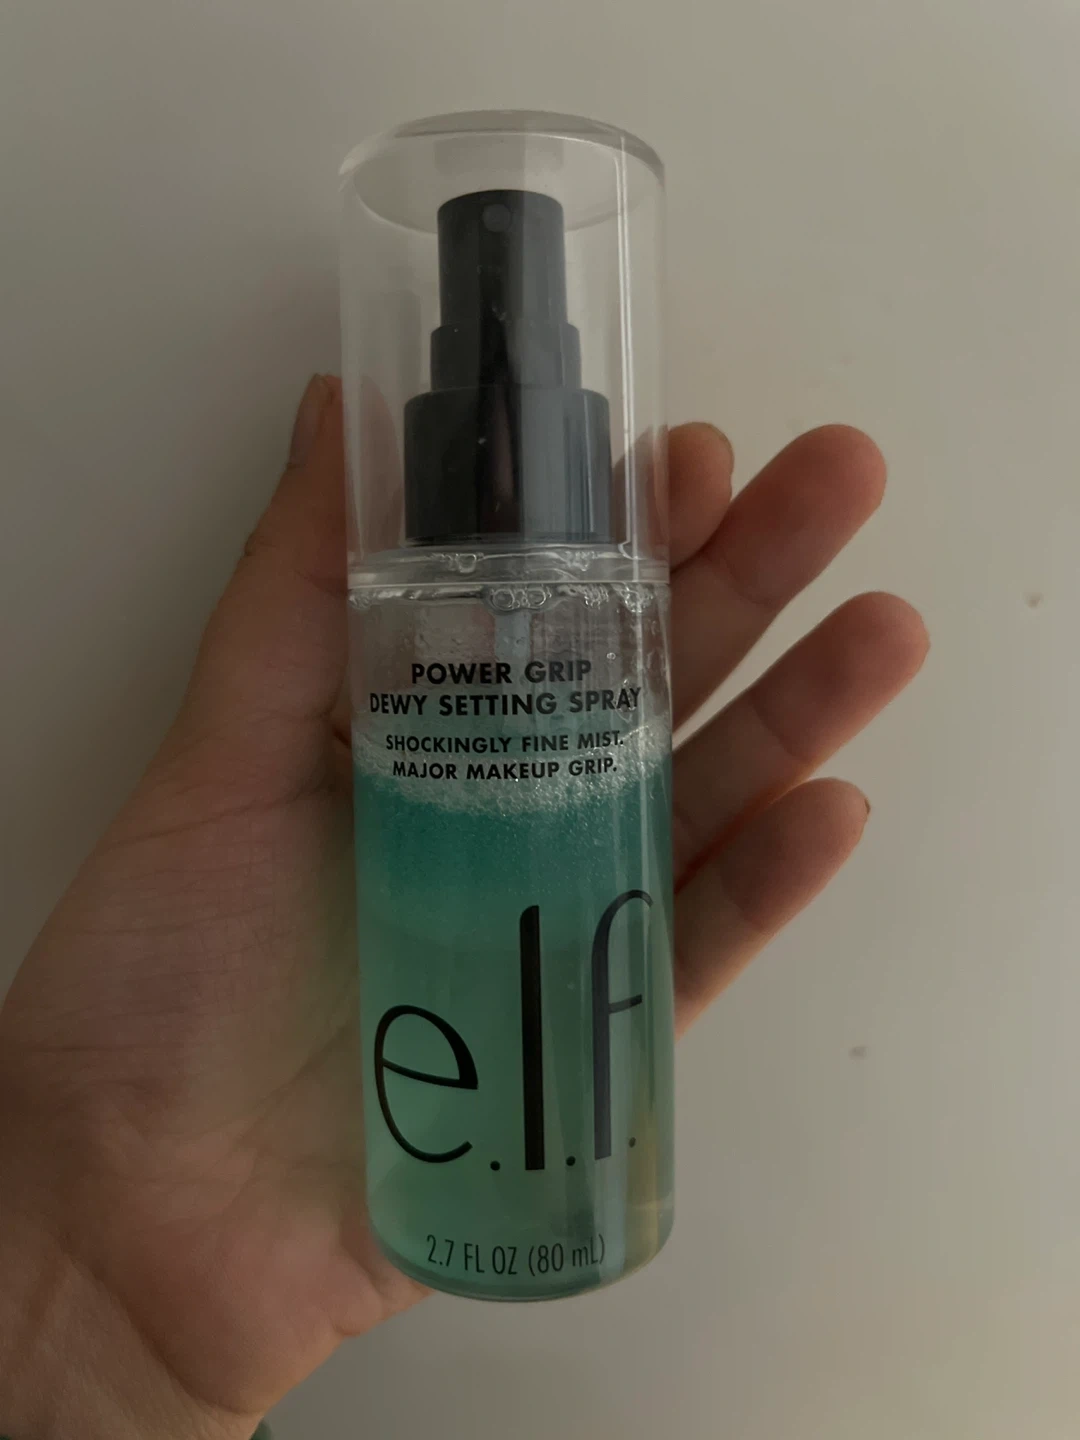 POWER GRIP
DEWY SETTING SPRAY
SHOCKINGLY FINE MIST.
MAJOR MAKEUP GRIP.
e.l.f.
2.7 FL OZ (80 mL)